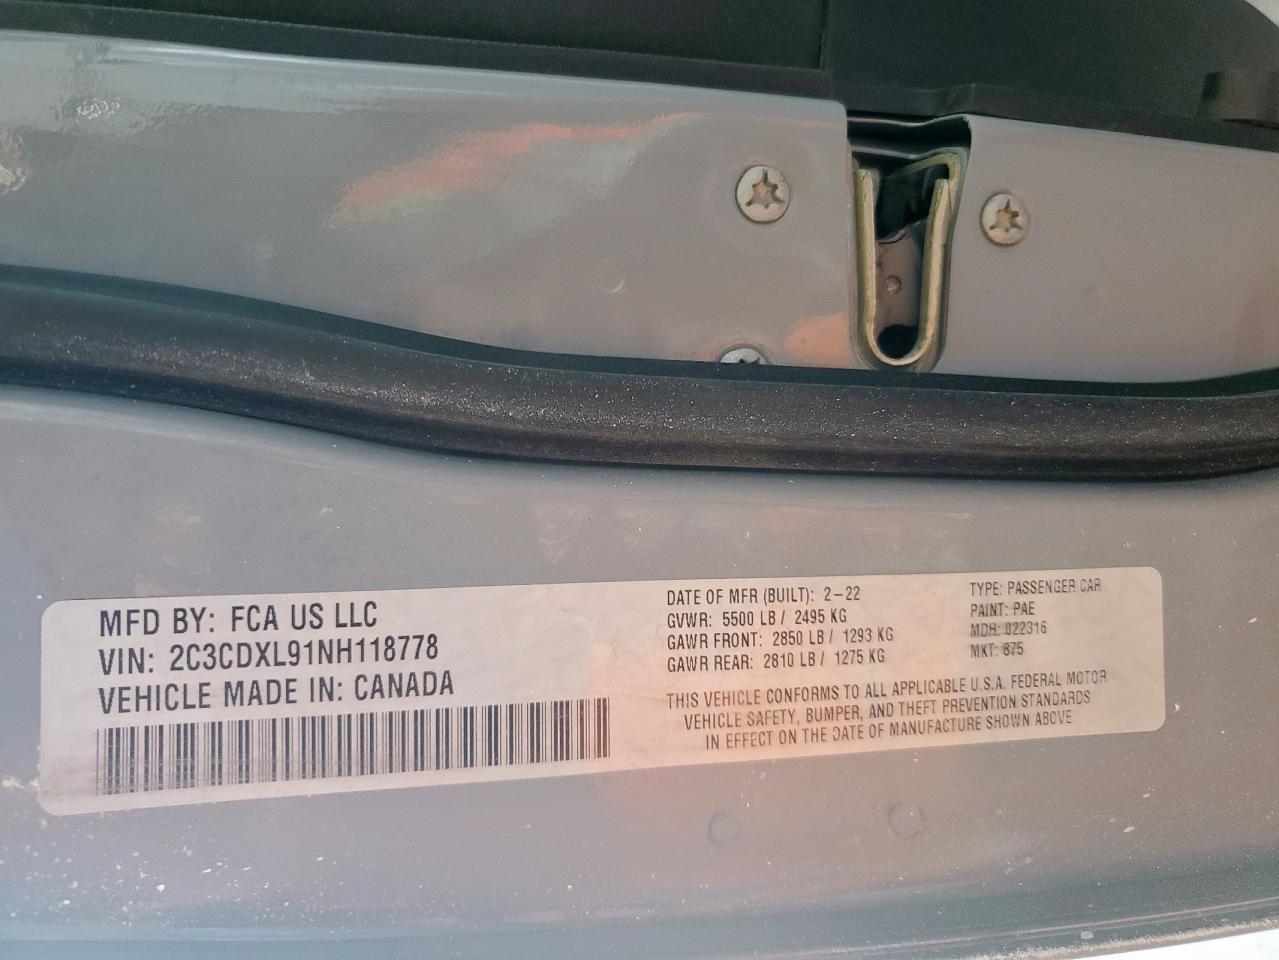 MFD BY: FCA US LLC
VIN: 2C3CDXL91NH118778
VEHICLE MADE IN: CANADA
DATE OF MFR (BUILT): 2-22
GVWR: 5500 LB / 2495 KG
GAWR FRONT: 2850 LB / 1293 KG
GAWR REAR: 2810 LB / 1275 KG
TYPE: PASSENGER CAR
PAINT: PAE
MDH: 022316
MKT: 875
THIS VEHICLE CONFORMS TO ALL APPLICABLE U.S.A. FEDERAL MOTOR
VEHICLE SAFETY, BUMPER, AND THEFT PREVENTION STANDARDS
IN EFFECT ON THE DATE OF MANUFACTURE SHOWN ABOVE